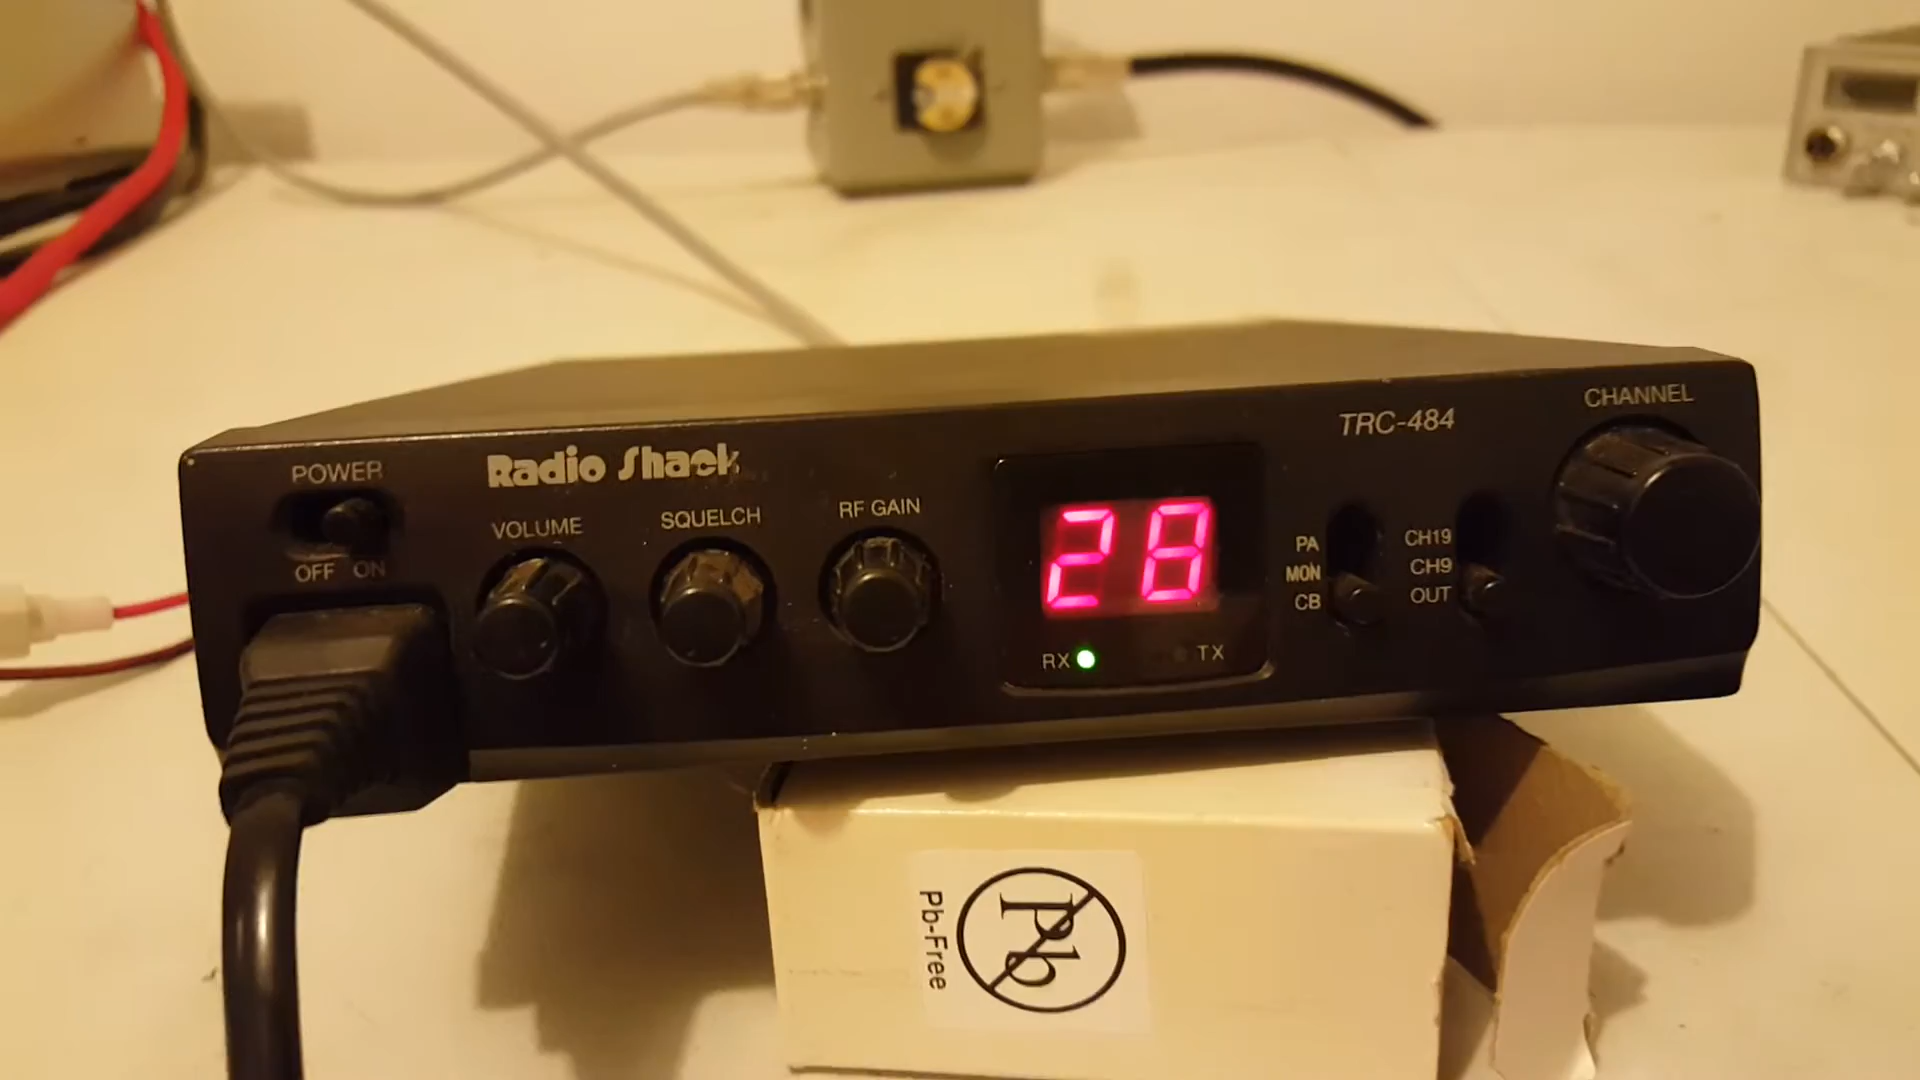 CHANNEL
TRC-484
Radio Shack
POWER
OFF ON
VOLUME
SQUELCH
RF GAIN
28
RX
TX
PA
MON
CB
CH19
CH9
OUT
Pb
Pb-Free